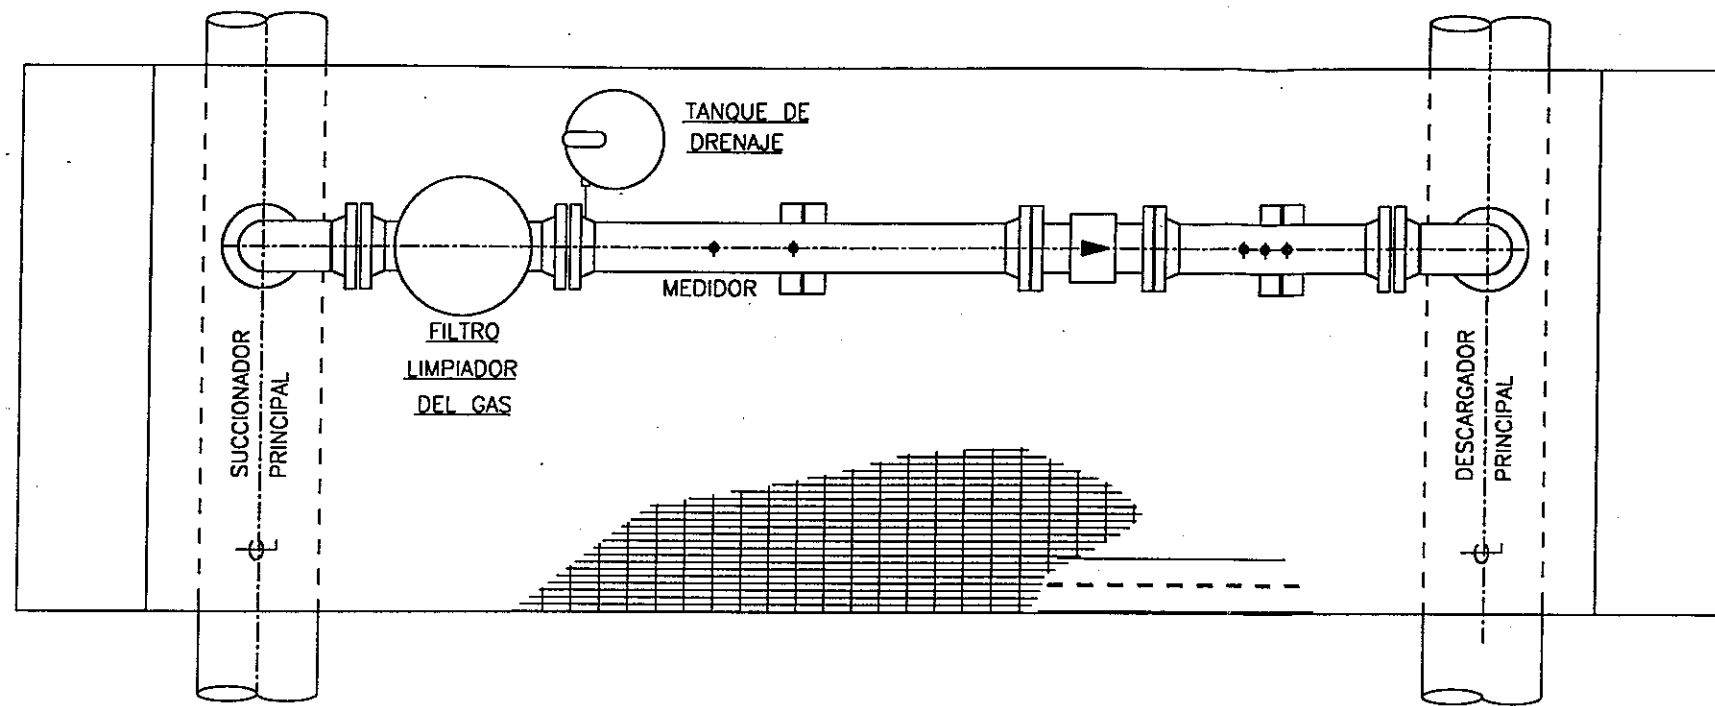 TANQUE DE
DRENAJE
MEDIDOR
FILTRO
LIMPIADOR
DEL GAS
SUCCIONADOR
PRINCIPAL
DESCARGADOR
PRINCIPAL